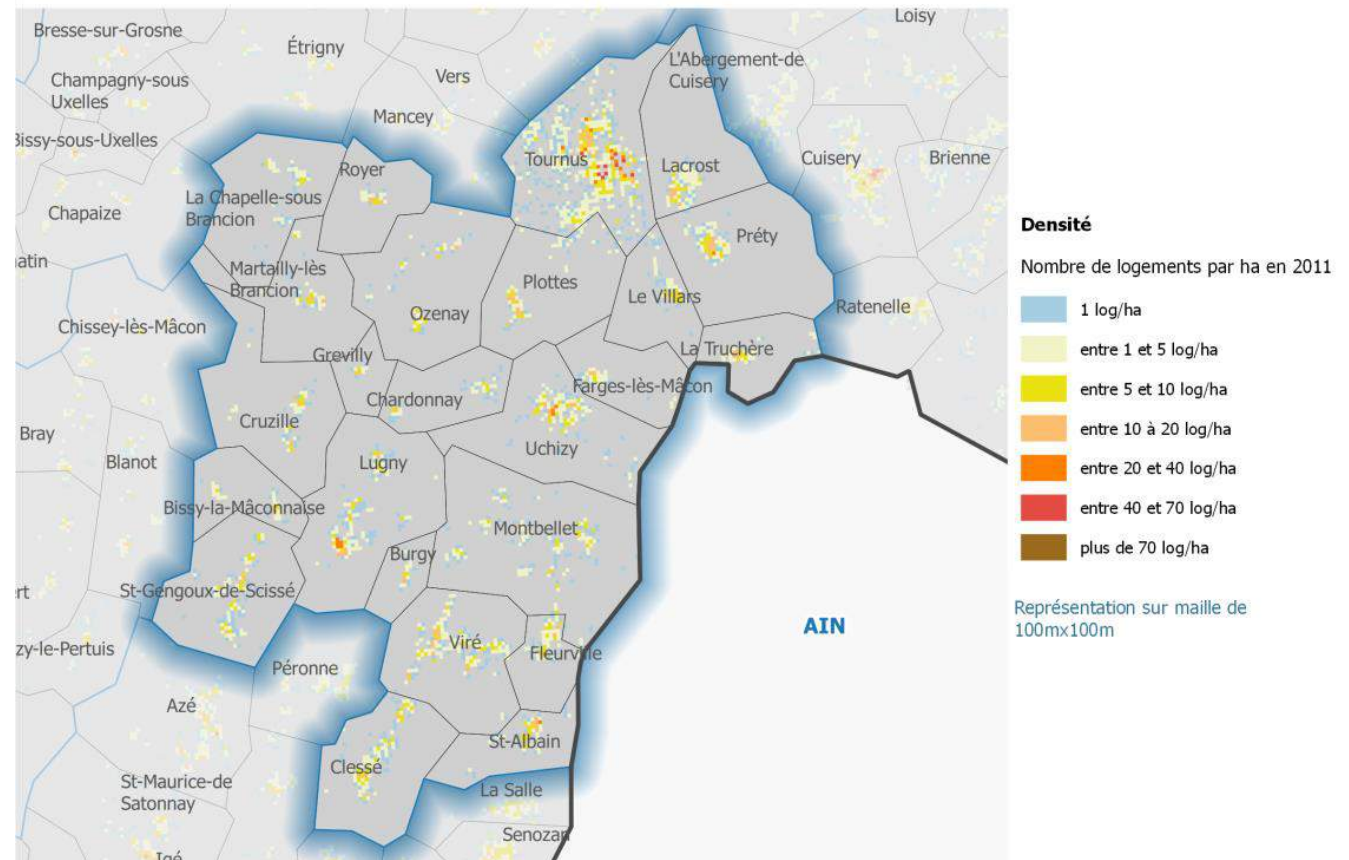 Loisy
Bresse-sur-Grosne
Étrigny
L'Abergement-de
Cuisery
Vers
Champagny-sous
Uxelles
Mancey
Bissy-sous-Uxelles
Tournus
Cuisery
Brienne
Royer
Lacrost
La Chapelle-sous
Brancion
Chapaize
Préty
Martailly-lès
Brancion
Plottes
Le Villars
Ozenay
Ratenelle
Chissey-lès-Mâcon
La Truchère
Grevilly
Farges-lès-Mâcon
Chardonnay
Cruzille
Bray
Uchizy
Blanot
Lugny
Bissy-la-Mâconnaise
Montbellet
Burgy
St-Gengoux-de-Scissé
AIN
Viré
zy-le-Pertuis
Fleurville
Péronne
Azé
St-Albain
Clessé
St-Maurice-de
Satonnay
La Salle
Senozan
Igé
Densité
Nombre de logements par ha en 2011
1 log/ha
entre 1 et 5 log/ha
entre 5 et 10 log/ha
entre 10 à 20 log/ha
entre 20 et 40 log/ha
entre 40 et 70 log/ha
plus de 70 log/ha
Représentation sur maille de
100mx100m